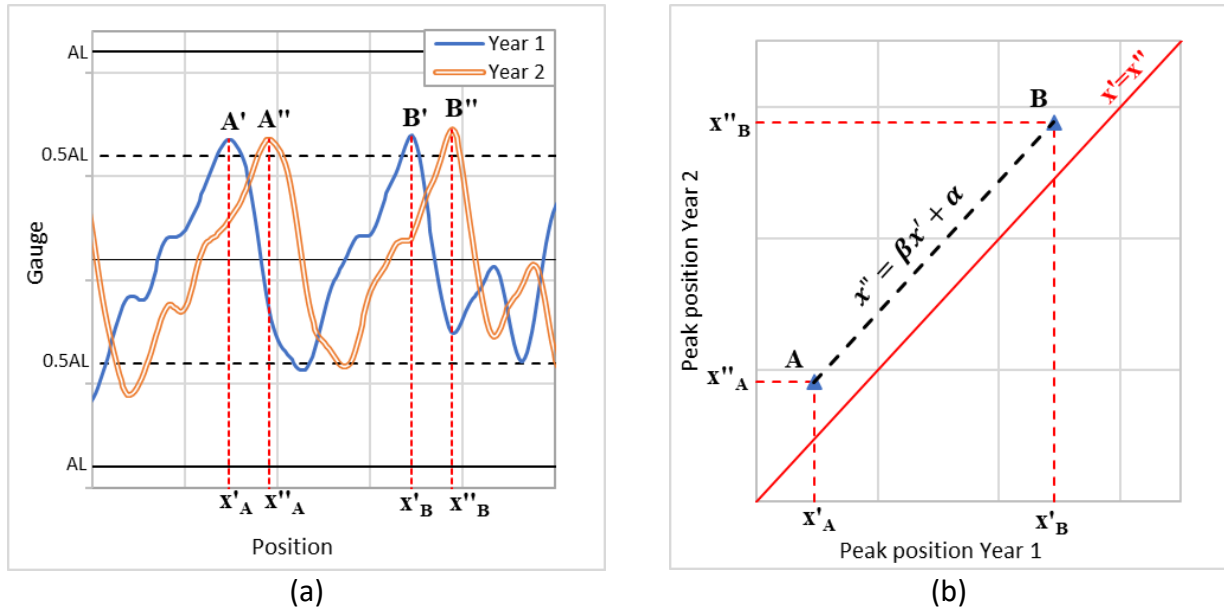 AL
Year 1
Year 2
A' A" B' B"
0.5AL
Gauge
0.5AL
AL
x'A x"A x'B x"B
Position
(a)
x'=x"
B
x"B
x" = βx' + α
Peak position Year 2
A
x"A
x'A x'B
Peak position Year 1
(b)